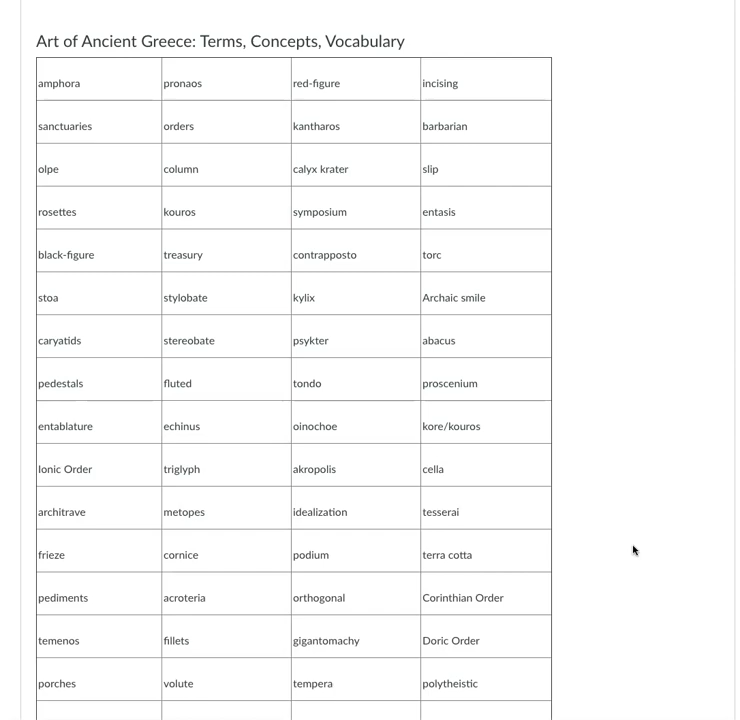 Art of Ancient Greece: Terms, Concepts, Vocabulary
amphora pronaos red-figure incising
sanctuaries orders kantharos barbarian
olpe column calyx krater slip
rosettes kouros symposium entasis
black-figure treasury contrapposto torc
stoa stylobate kylix Archaic smile
caryatids stereobate psykter abacus
pedestals fluted tondo proscenium
entablature echinus oinochoe kore/kouros
Ionic Order triglyph akropolis cella
architrave metopes idealization tesserai
frieze cornice podium terra cotta
pediments acroteria orthogonal Corinthian Order
temenos fillets gigantomachy Doric Order
porches volute tempera polytheistic